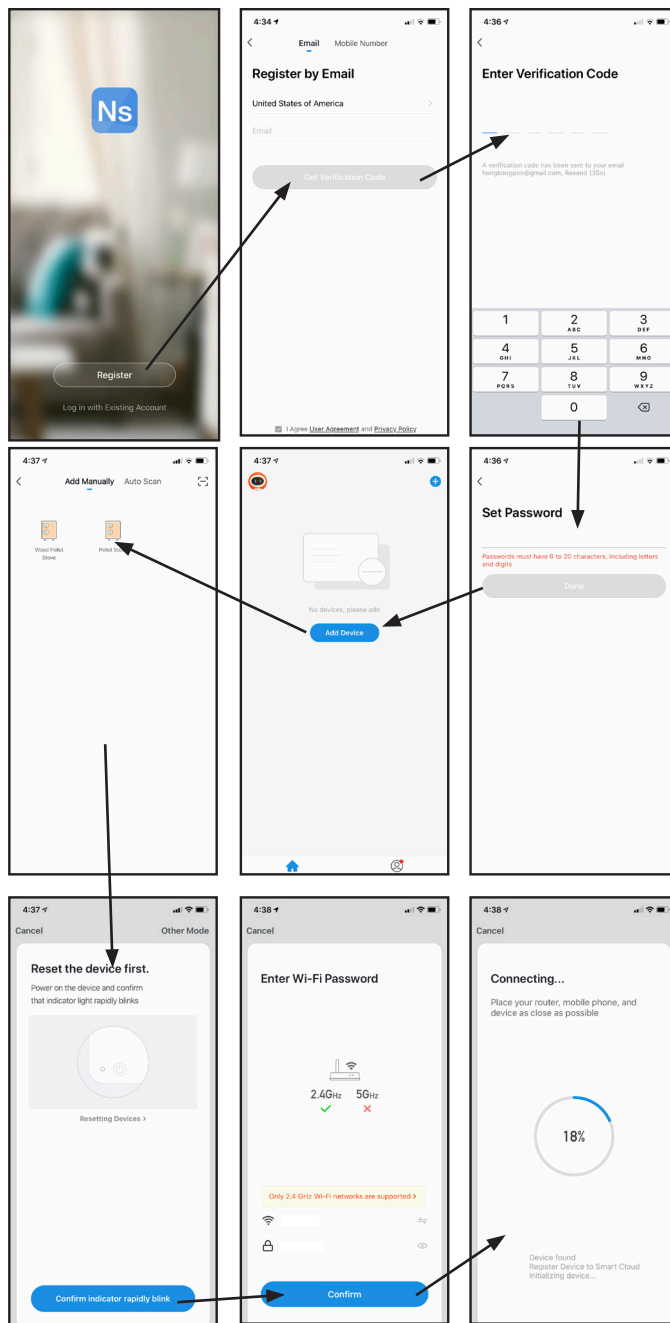 Ns
Register
Log in with Existing Account
4:34
Email Mobile Number
Register by Email
United States of America
Email
Get Verification Code
I Agree User Agreement and Privacy Policy
4:36
Enter Verification Code
A verification code has been sent to your email
hongkongpoo@gmail.com, Resend (36s)
1 2 3
ABC DEF
4 5 6
GHI JKL MNO
7 8 9
PQRS TUV WXYZ
0
4:37
Add Manually Auto Scan
Wood Pellet
Stove
Pellet Stove
4:37
No devices, please add
Add Device
4:36
Set Password
Passwords must have 6 to 20 characters, including letters
and digits
Done
4:37
Cancel Other Mode
Reset the device first.
Power on the device and confirm
that indicator light rapidly blinks
Resetting Devices >
Confirm indicator rapidly blink
4:38
Cancel
Enter Wi-Fi Password
2.4GHz 5GHz
Only 2.4 GHz Wi-Fi networks are supported >
Confirm
4:38
Cancel
Connecting...
Place your router, mobile phone, and
device as close as possible
18%
Device found
Register Device to Smart Cloud
Initializing device...